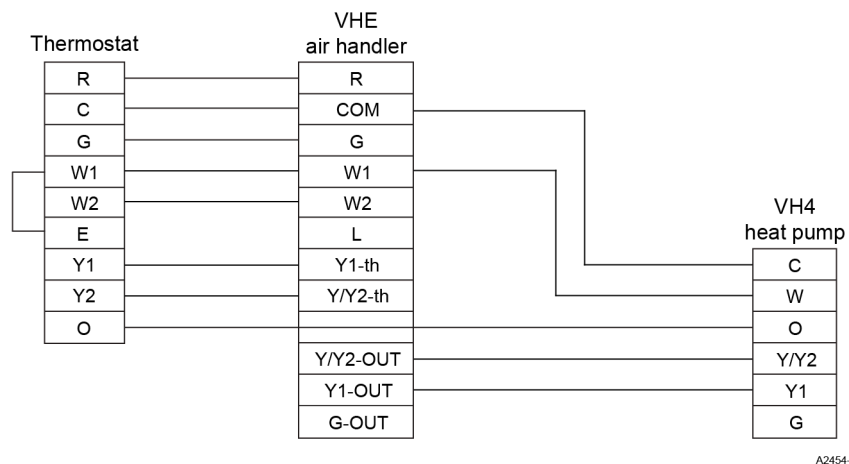 VHE
air handler
Thermostat
R
C
G
W1
W2
E
Y1
Y2
O
R
COM
G
W1
W2
L
Y1-th
Y/Y2-th
Y/Y2-OUT
Y1-OUT
G-OUT
VH4
heat pump
C
W
O
Y/Y2
Y1
G
A2454-